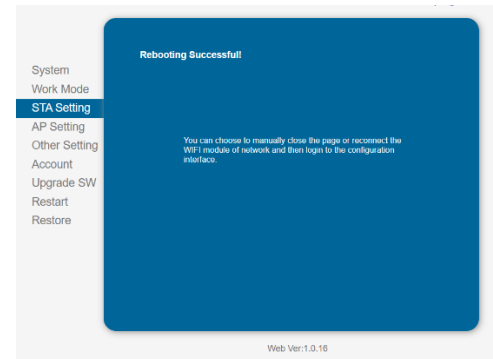 System
Work Mode
STA Setting
AP Setting
Other Setting
Account
Upgrade SW
Restart
Restore
Rebooting Successful!
You can choose to manually close the page or reconnect the
WIFI module of network and then login to the configuration
interface.
Web Ver:1.0.16